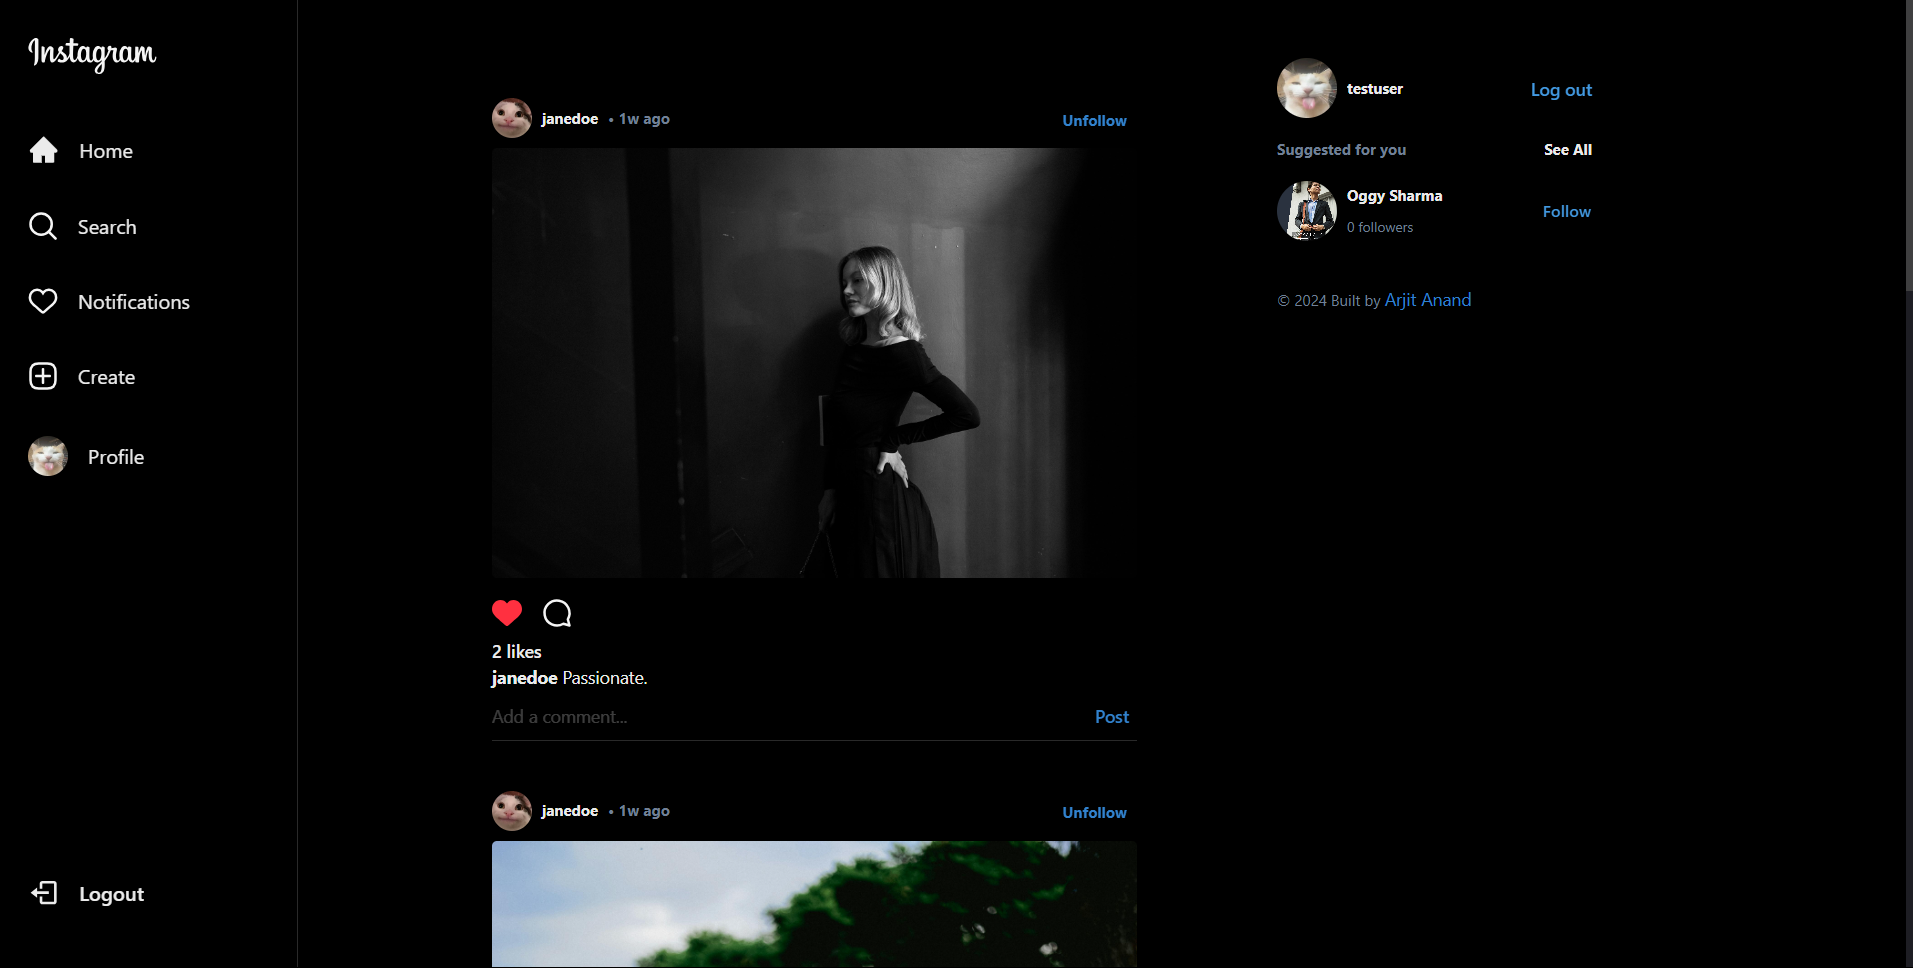 Instagram
Home
Search
Notifications
Create
Profile
Logout
janedoe • 1w ago
Unfollow
2 likes
janedoe Passionate.
Add a comment...
Post
janedoe • 1w ago
Unfollow
testuser
Log out
Suggested for you
See All
Oggy Sharma
0 followers
Follow
© 2024 Built by Arjit Anand